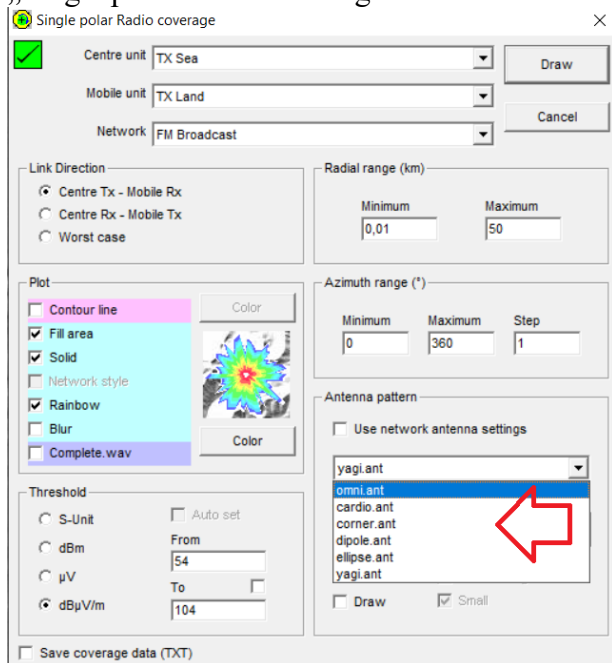 Single polar Radio coverage
Centre unit TX Sea
Draw
Mobile unit TX Land
Cancel
Network FM Broadcast
Link Direction
Centre Tx - Mobile Rx
Centre Rx - Mobile Tx
Worst case
Radial range (km)
Minimum Maximum
0,01 50
Plot
Contour line
Color
Fill area
Solid
Network style
Rainbow
Blur
Complete.wav
Color
Azimuth range (°)
Minimum Maximum Step
0 360 1
Antenna pattern
Use network antenna settings
yagi.ant
omni.ant
cardio.ant
corner.ant
dipole.ant
ellipse.ant
yagi.ant
Draw Small
Threshold
S-Unit
Auto set
dBm
From
54
µV
To
dBµV/m
104
Save coverage data (TXT)